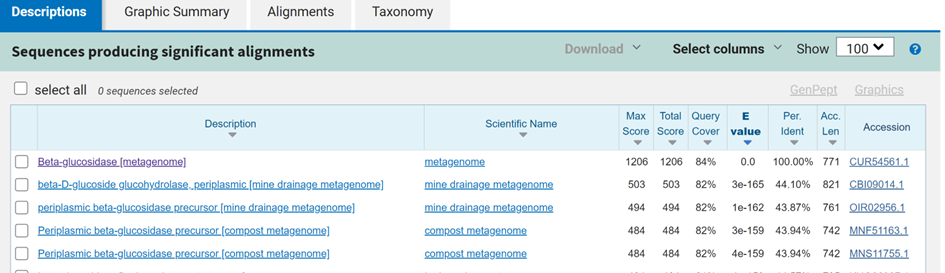 Descriptions Graphic Summary Alignments Taxonomy
Sequences producing significant alignments Download Select columns Show 100
select all 0 sequences selected GenPept Graphics
Description Scientific Name Max Score Total Score Query Cover E value Per. Ident Acc. Len Accession
Beta-glucosidase [metagenome] metagenome 1206 1206 84% 0.0 100.00% 771 CUR54561.1
beta-D-glucoside glucohydrolase, periplasmic [mine drainage metagenome] mine drainage metagenome 503 503 82% 3e-165 44.10% 821 CBI09014.1
periplasmic beta-glucosidase precursor [mine drainage metagenome] mine drainage metagenome 494 494 82% 1e-162 43.87% 761 OIR02956.1
Periplasmic beta-glucosidase precursor [compost metagenome] compost metagenome 484 484 82% 3e-159 43.94% 742 MNF51163.1
Periplasmic beta-glucosidase precursor [compost metagenome] compost metagenome 484 484 82% 4e-159 43.94% 742 MNS11755.1